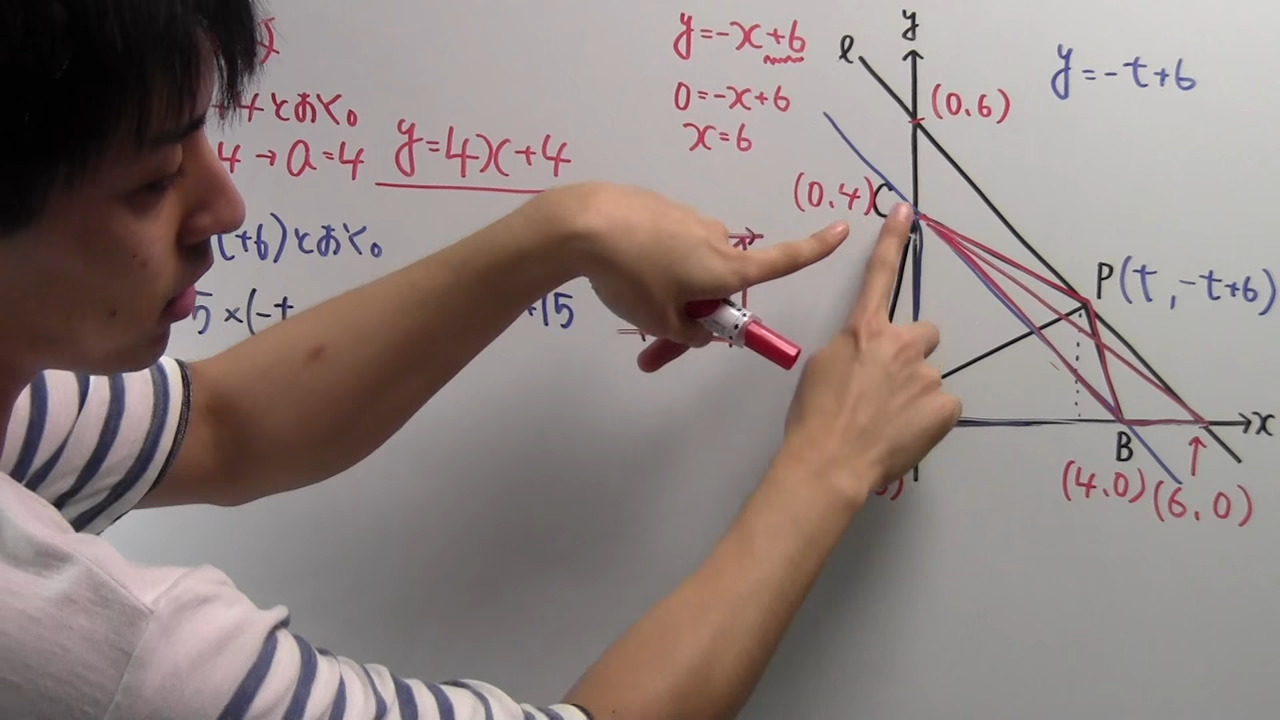 4とおく。
4→a=4 y=4x+4
(+6)とおく。
5×(-t
+15
y=-x+6
0=-x+6
x=6
y
ℓ
(0.6)
y=-t+6
(0.4)C
P(t,-t+6)
x
B
(4.0)(6,0)